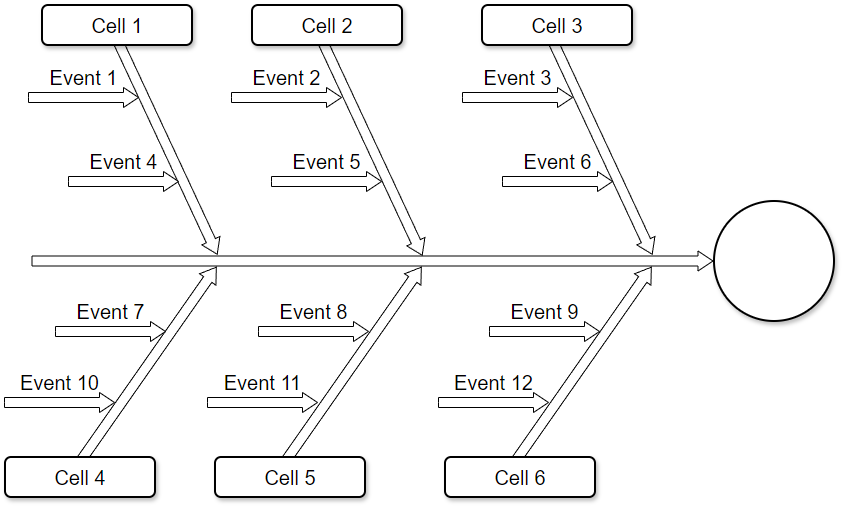 Cell 1
Cell 2
Cell 3
Event 1
Event 2
Event 3
Event 4
Event 5
Event 6
Event 7
Event 8
Event 9
Event 10
Event 11
Event 12
Cell 4
Cell 5
Cell 6